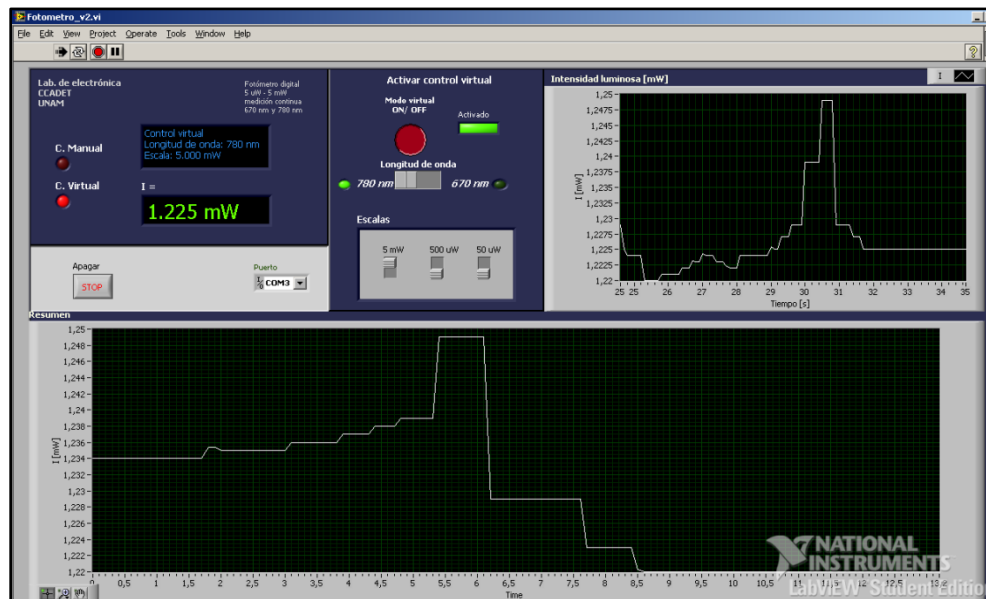 Fotometro_v2.vi
File Edit View Project Operate Tools Window Help
Lab. de electrónica
CCADET
UNAM
Fotómetro digital
5 uW - 5 mW
medición continua
670 nm y 780 nm
Control virtual
Longitud de onda: 780 nm
Escala: 5.000 mW
C. Manual
C. Virtual
I =
1.225 mW
Apagar
STOP
Puerto
COM3
Activar control virtual
Modo virtual
ON/ OFF
Activado
Longitud de onda
780 nm
670 nm
Escalas
5 mW 500 uW 50 uW
Intensidad luminosa [mW]
I
1,25
1,2475
1,245
1,2425
1,24
1,2375
1,235
1,2325
1,23
1,2275
1,225
1,2225
1,22
I [mW]
25 25 26 27 28 29 30 31 32 33 34 35
Tiempo [s]
Resumen
1,25
1,248
1,246
1,244
1,242
1,24
1,238
1,236
1,234
1,232
1,23
1,228
1,226
1,224
1,222
1,22
I [mW]
0 0,5 1 1,5 2 2,5 3 3,5 4 4,5 5 5,5 6 6,5 7 7,5 8 8,5 9 9,5 10 10,5 11 11,5 12 12,5 13,2
Time
NATIONAL
INSTRUMENTS
LabVIEW Student Edition